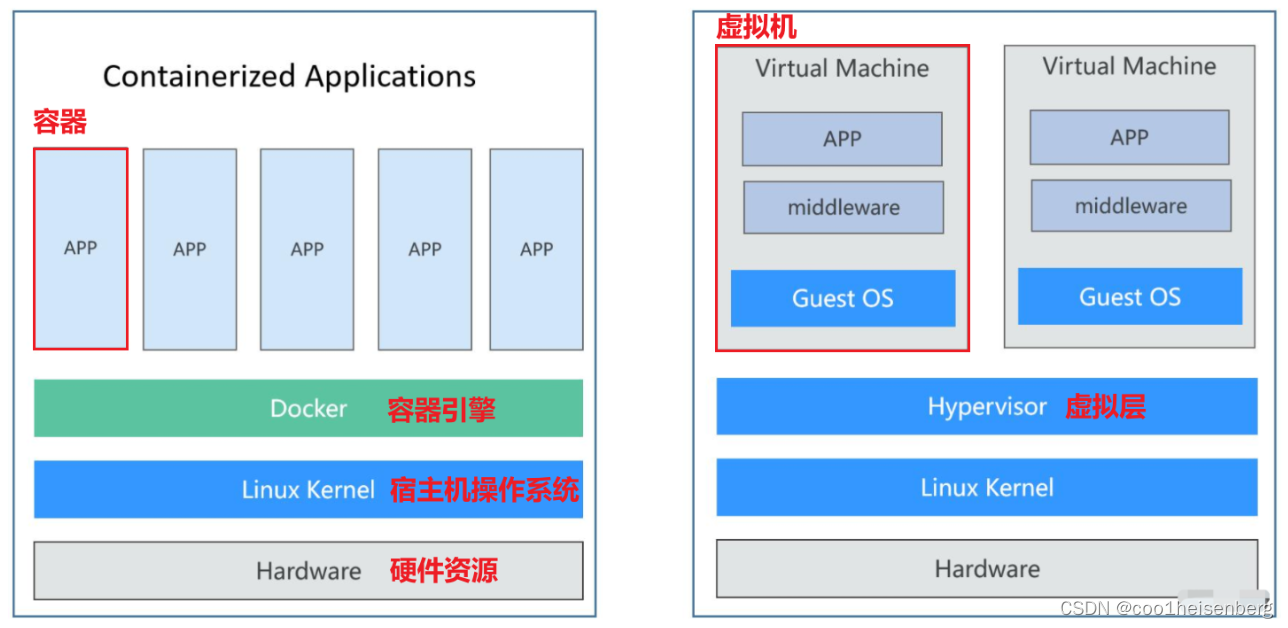 Containerized Applications
容器
APP
APP
APP
APP
APP
Docker 容器引擎
Linux Kernel 宿主机操作系统
Hardware 硬件资源
虚拟机
Virtual Machine
APP
middleware
Guest OS
Virtual Machine
APP
middleware
Guest OS
Hypervisor 虚拟层
Linux Kernel
Hardware
CSDN @coo1heisenberg